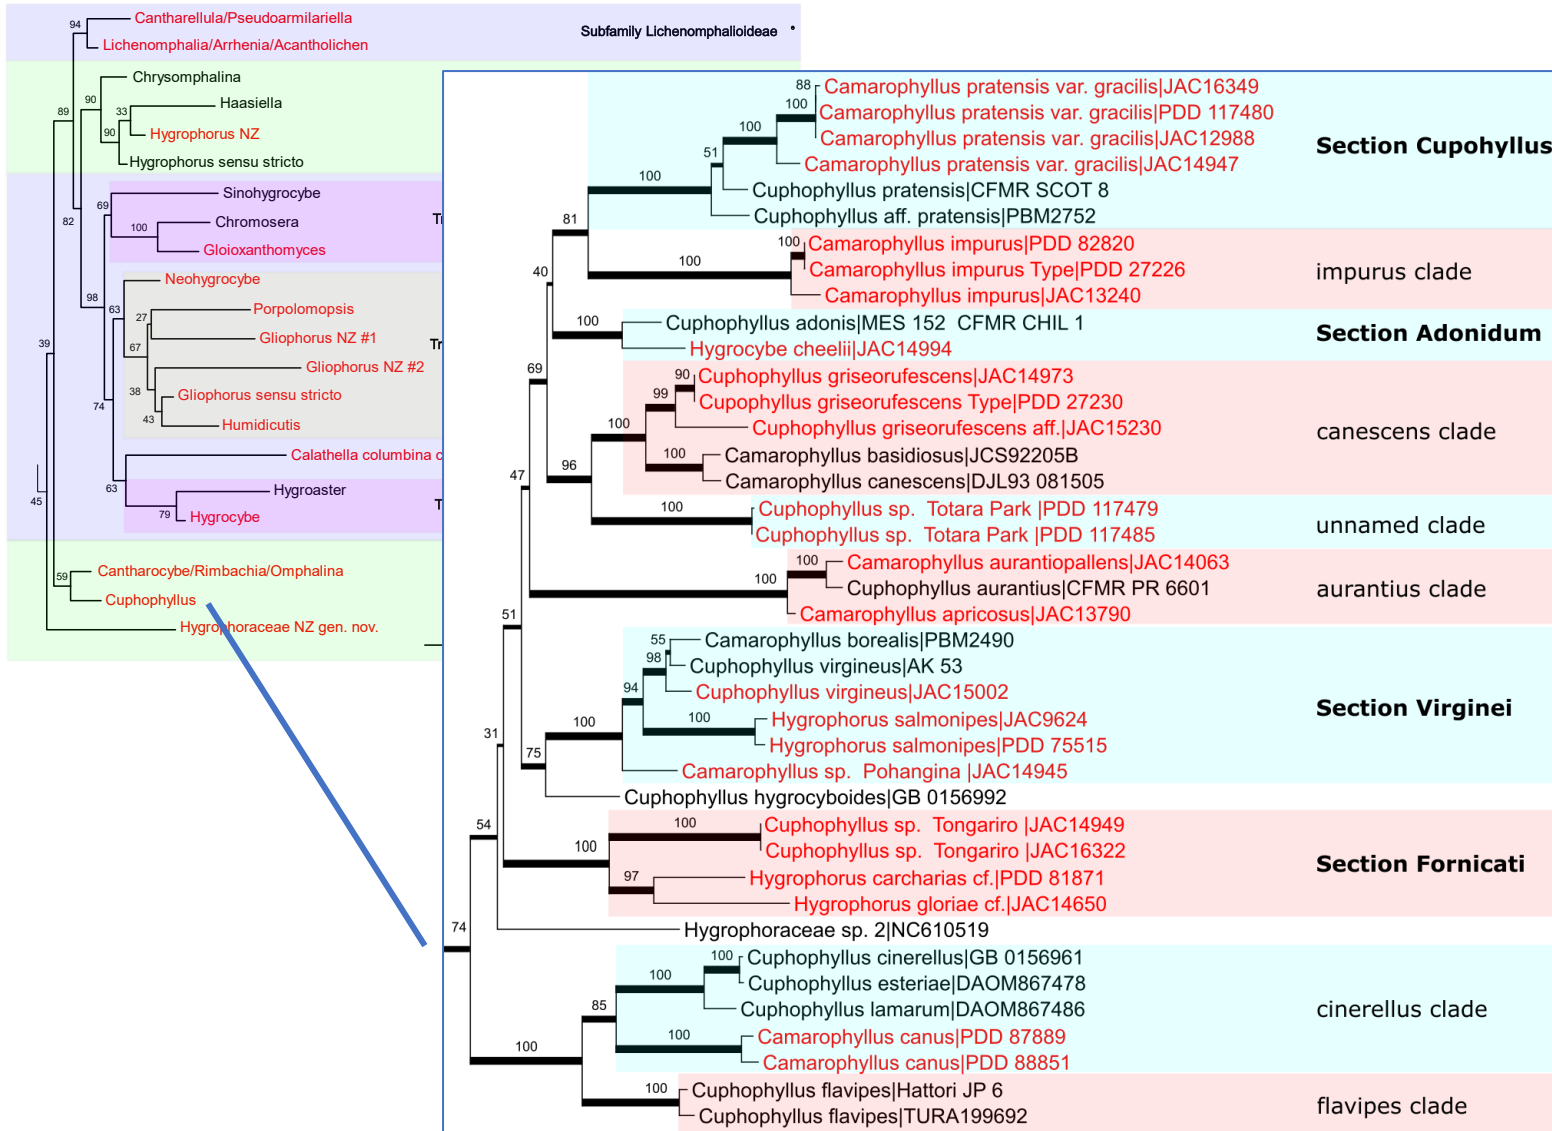 Cantharellula/Pseudoarmilariella
94
Lichenomphalia/Arrhenia/Acantholichen
Subfamily Lichenomphalioideae
Chrysomphalina
90
Haasiella
89
33
90
Hygrophorus NZ
Hygrophorus sensu stricto
Sinohygrocybe
69
82
Chromosera
100
Gloioxanthomyces
Ti
Neohygrocybe
98
63
Porpolomopsis
27
Gliophorus NZ #1
39
67
Tr
Gliophorus NZ #2
38
Gliophorus sensu stricto
74
43
Humidicutis
Calathella columbina c
63
45
Hygroaster
79
Hygrocybe
T
Cantharocybe/Rimbachia/Omphalina
59
Cuphophyllus
Hygrophoraceae NZ gen. nov.
88
Camarophyllus pratensis var. gracilis|JAC16349
100
Camarophyllus pratensis var. gracilis|PDD 117480
100
Camarophyllus pratensis var. gracilis|JAC12988
Section Cupohyllus
51
Camarophyllus pratensis var. gracilis|JAC14947
100
Cuphophyllus pratensis|CFMR SCOT 8
Cuphophyllus aff. pratensis|PBM2752
81
100
Camarophyllus impurus|PDD 82820
100
Camarophyllus impurus Type|PDD 27226
impurus clade
40
Camarophyllus impurus|JAC13240
100
Cuphophyllus adonis|MES 152 CFMR CHIL 1
Section Adonidum
Hygrocybe cheelii|JAC14994
69
90
Cuphophyllus griseorufescens|JAC14973
99
Cupophyllus griseorufescens Type|PDD 27230
100
Cuphophyllus griseorufescens aff.|JAC15230
canescens clade
100
Camarophyllus basidiosus|JCS92205B
96
Camarophyllus canescens|DJL93 081505
47
100
Cuphophyllus sp. Totara Park |PDD 117479
Cuphophyllus sp. Totara Park |PDD 117485
unnamed clade
100
Camarophyllus aurantiopallens|JAC14063
100
Cuphophyllus aurantius|CFMR PR 6601
aurantius clade
51
Camarophyllus apricosus|JAC13790
55
Camarophyllus borealis|PBM2490
98
Cuphophyllus virgineus|AK 53
94
Cuphophyllus virgineus|JAC15002
Section Virginei
100
Hygrophorus salmonipes|JAC9624
100
Hygrophorus salmonipes|PDD 75515
31
75
Camarophyllus sp. Pohangina |JAC14945
Cuphophyllus hygrocyboides|GB 0156992
54
100
Cuphophyllus sp. Tongariro |JAC14949
100
Cuphophyllus sp. Tongariro |JAC16322
Section Fornicati
97
Hygrophorus carcharias cf.|PDD 81871
Hygrophorus gloriae cf.|JAC14650
74
Hygrophoraceae sp. 2|NC610519
100
Cuphophyllus cinerellus|GB 0156961
100
Cuphophyllus esteriae|DAOM867478
85
Cuphophyllus lamarum|DAOM867486
cinerellus clade
100
Camarophyllus canus|PDD 87889
100
Camarophyllus canus|PDD 88851
100
Cuphophyllus flavipes|Hattori JP 6
flavipes clade
Cuphophyllus flavipes|TURA199692